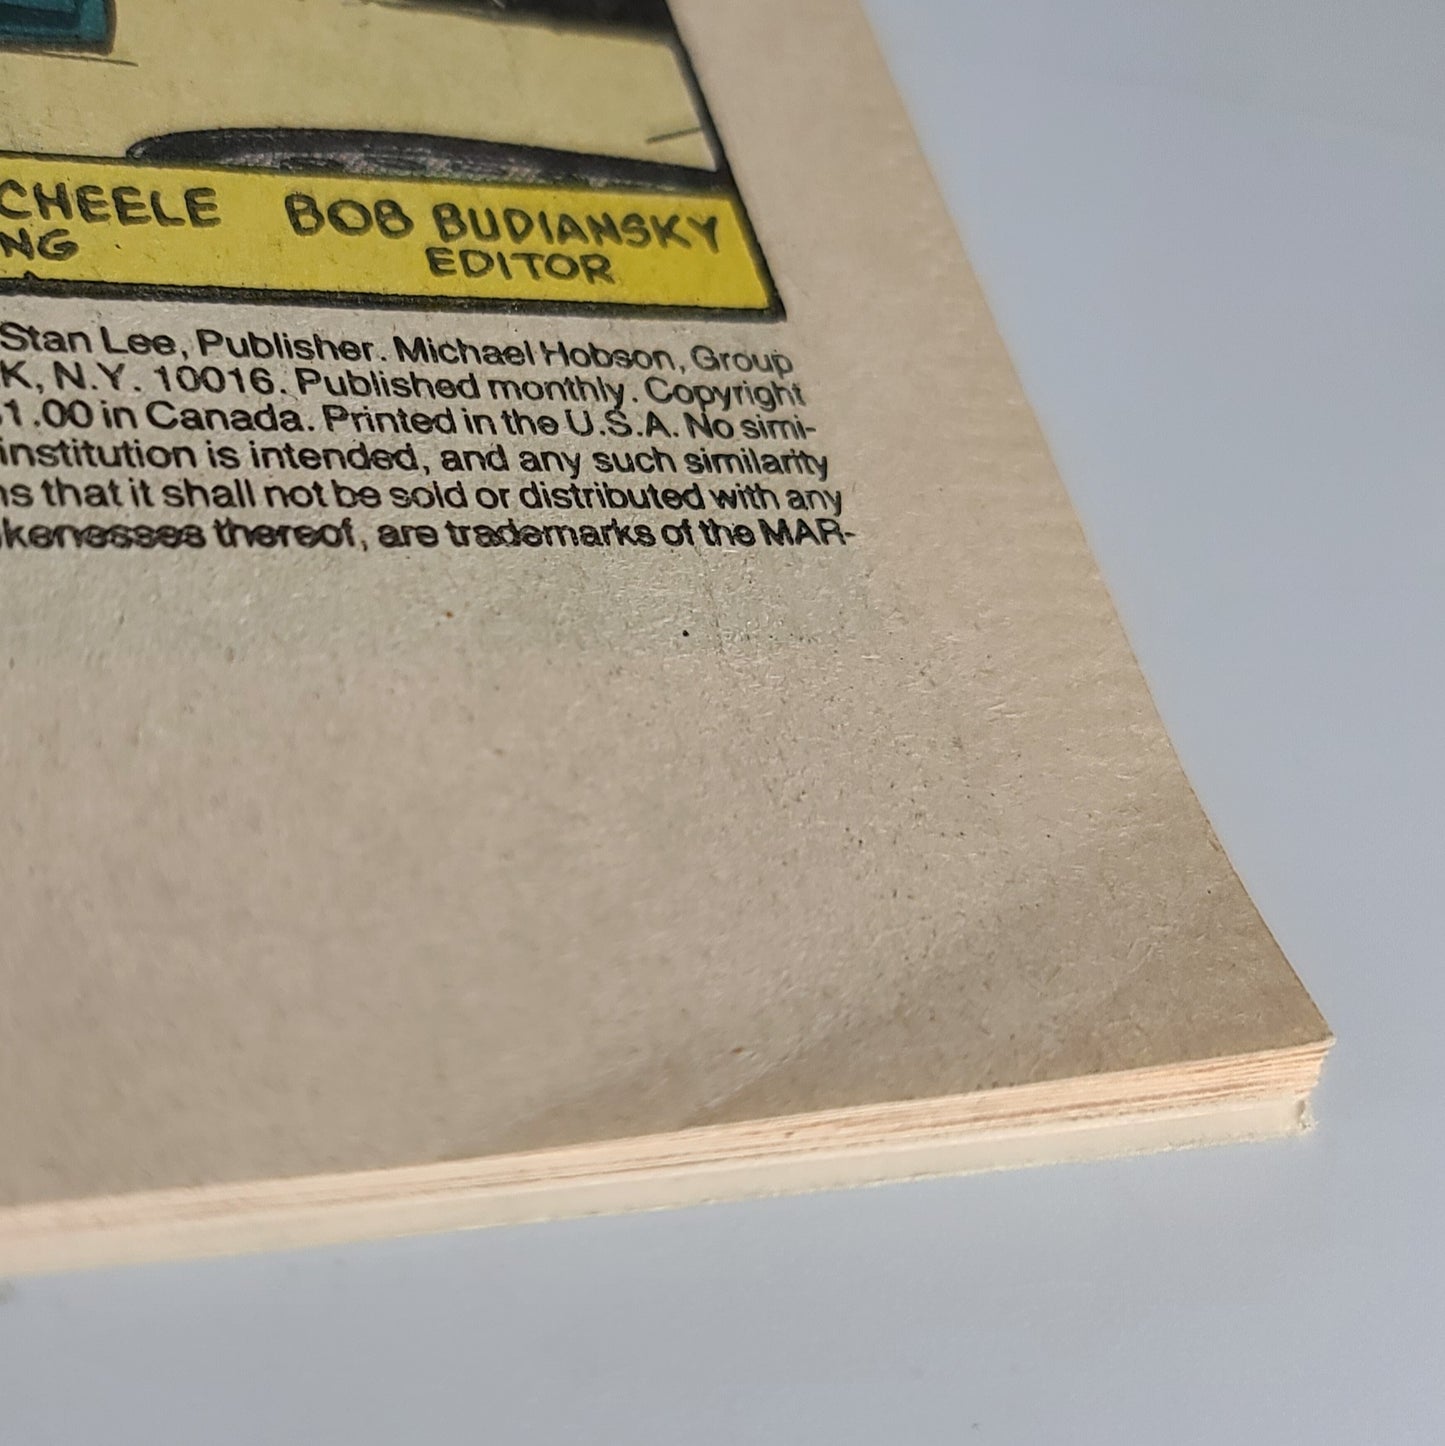 CHEELE BOB BUDIANSKY
NG EDITOR
Stan Lee, Publisher. Michael Hobson, Group
K, N.Y. 10016. Published monthly. Copyright
$1.00 in Canada. Printed in the U.S.A. No simi-
institution is intended, and any such similarity
ns that it shall not be sold or distributed with any
kenesses thereof, are trademarks of the MAR-